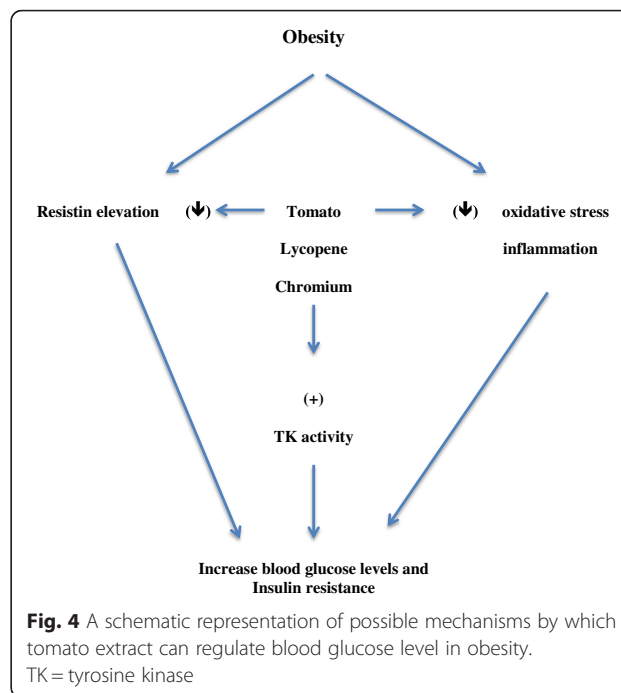 Obesity
Resistin elevation (🡻) Tomato (🡻) oxidative stress
Lycopene inflammation
Chromium
(+)
TK activity
Increase blood glucose levels and
Insulin resistance
Fig. 4 A schematic representation of possible mechanisms by which
tomato extract can regulate blood glucose level in obesity.
TK = tyrosine kinase